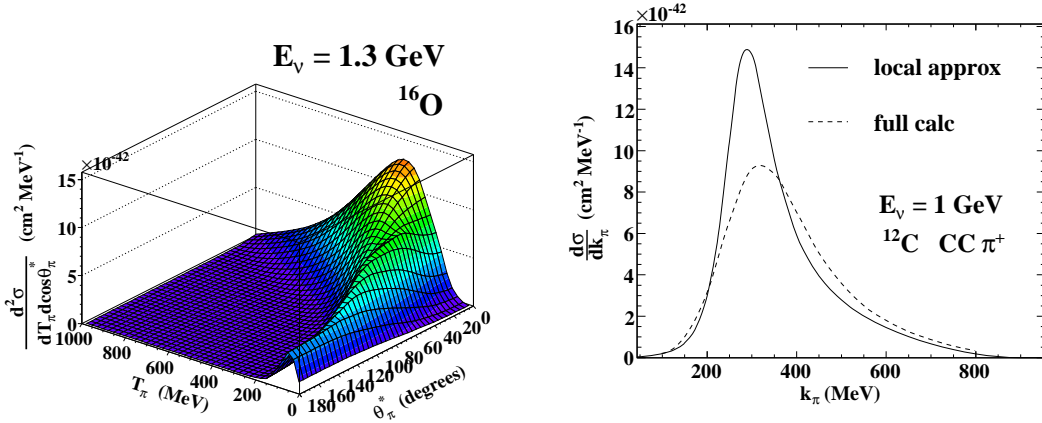 E_ν = 1.3 GeV
¹⁶O
×10⁻⁴²
15
10
5
0
d²σ / dT_π dcosθ*_π (cm² MeV⁻¹)
1000
800
600
400
200
0
T_π (MeV)
180
160
140
120
100
80
60
40
20
0
θ*_π (degrees)
×10⁻⁴²
16
14
12
10
8
6
4
2
0
dσ / dk_π (cm² MeV⁻¹)
local approx
full calc
E_ν = 1 GeV
¹²C CC π⁺
200 400 600 800
k_π (MeV)